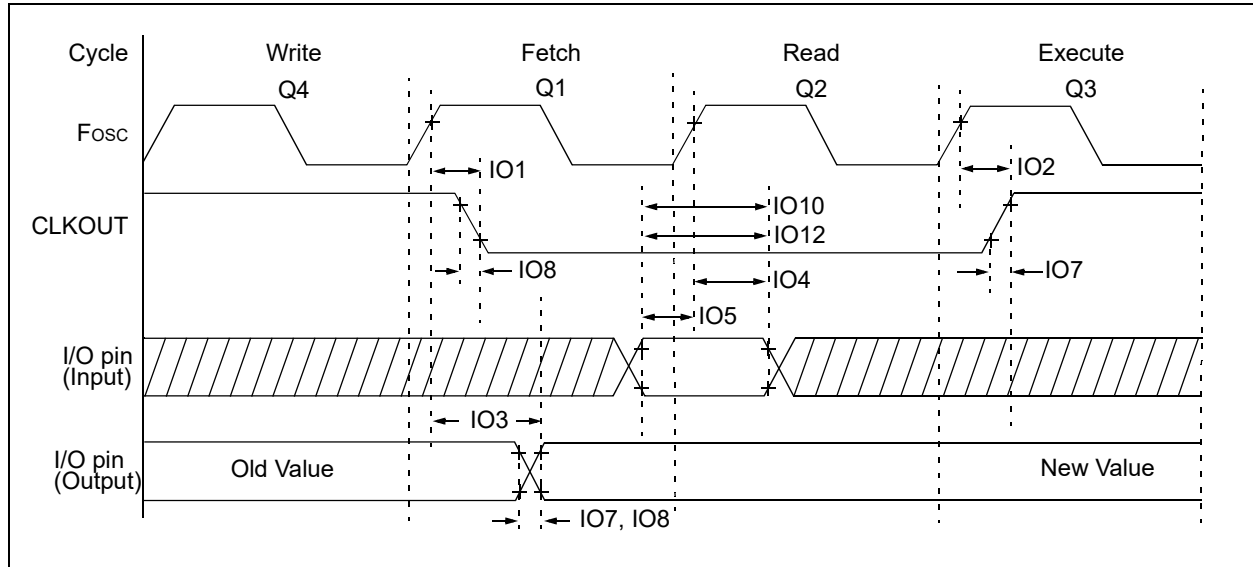 Cycle Write Fetch Read Execute
Q4 Q1 Q2 Q3
FOSC
IO1 IO2
IO10
CLKOUT
IO12
IO8 IO7
IO4
IO5
I/O pin
(Input)
IO3
I/O pin
(Output)
Old Value New Value
IO7, IO8